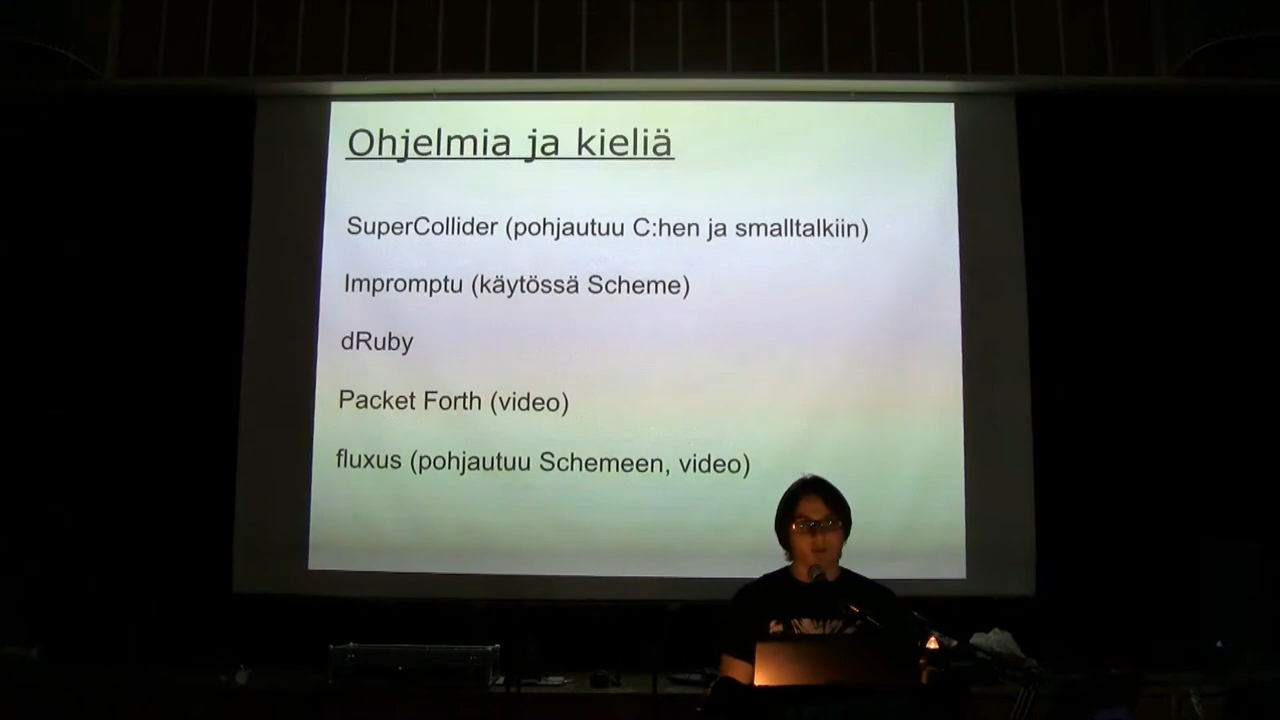 Ohjelmia ja kieliä
SuperCollider (pohjautuu C:hen ja smalltalkiin)
Impromptu (käytössä Scheme)
dRuby
Packet Forth (video)
fluxus (pohjautuu Schemeen, video)